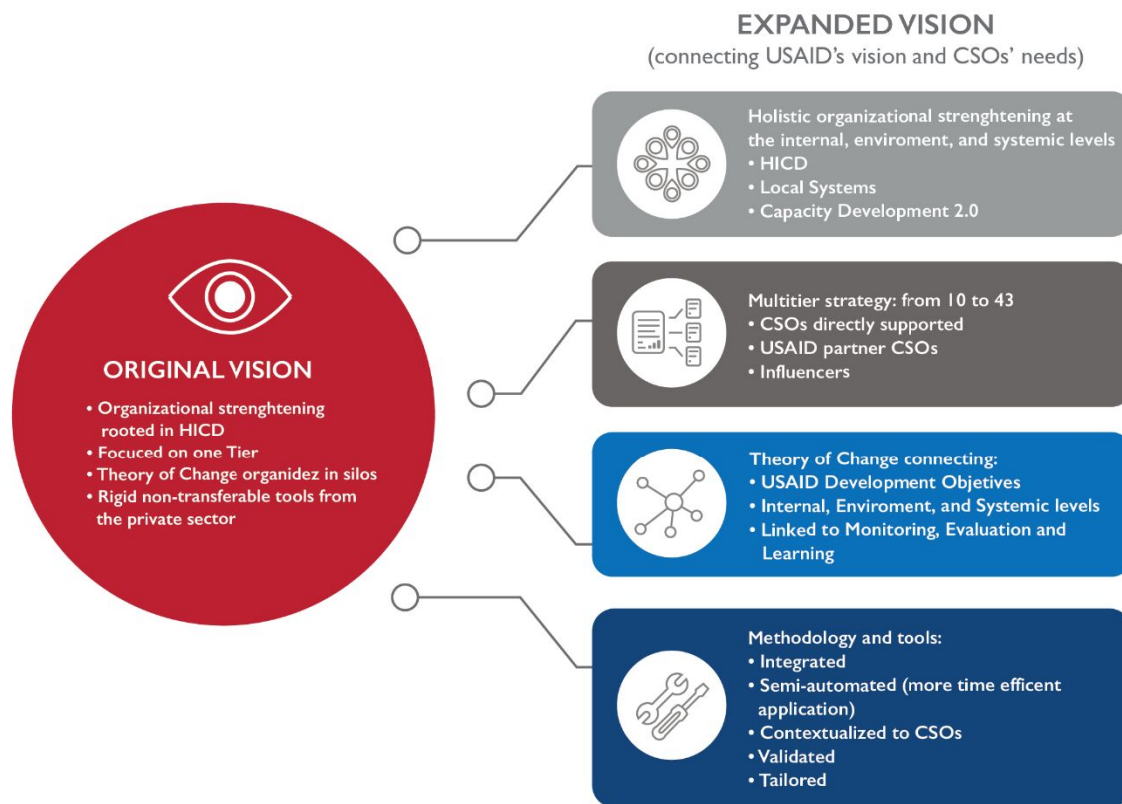 EXPANDED VISION
(connecting USAID's vision and CSOs' needs)
ORIGINAL VISION
• Organizational strenghtening
rooted in HICD
• Focused on one Tier
• Theory of Change organidez in silos
• Rigid non-transferable tools from
the private sector
Holistic organizational strenghtening at
the internal, enviroment, and systemic levels
• HICD
• Local Systems
• Capacity Development 2.0
Multitier strategy: from 10 to 43
• CSOs directly supported
• USAID partner CSOs
• Influencers
Theory of Change connecting:
• USAID Development Objetives
• Internal, Enviroment, and Systemic levels
• Linked to Monitoring, Evaluation and
Learning
Methodology and tools:
• Integrated
• Semi-automated (more time efficent
application)
• Contextualized to CSOs
• Validated
• Tailored